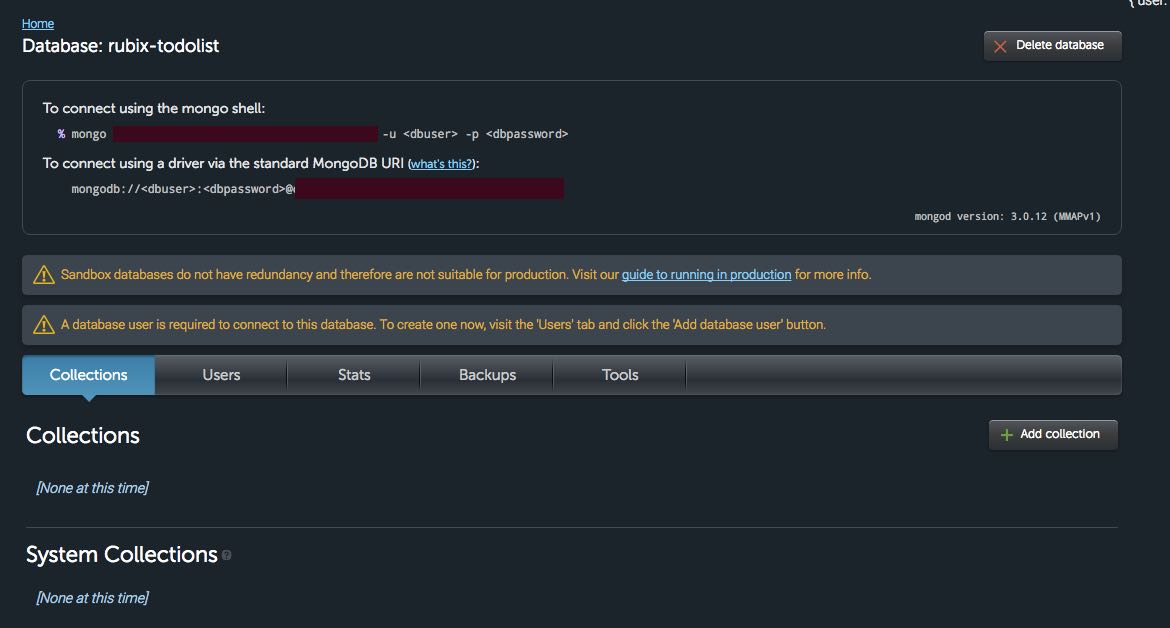 { user:
Home
Database: rubix-todolist
Delete database
To connect using the mongo shell:
% mongo -u <dbuser> -p <dbpassword>
To connect using a driver via the standard MongoDB URI (what's this?):
mongodb://<dbuser>:<dbpassword>@
mongod version: 3.0.12 (MMAPv1)
Sandbox databases do not have redundancy and therefore are not suitable for production. Visit our guide to running in production for more info.
A database user is required to connect to this database. To create one now, visit the 'Users' tab and click the 'Add database user' button.
Collections Users Stats Backups Tools
Collections
Add collection
[None at this time]
System Collections ?
[None at this time]